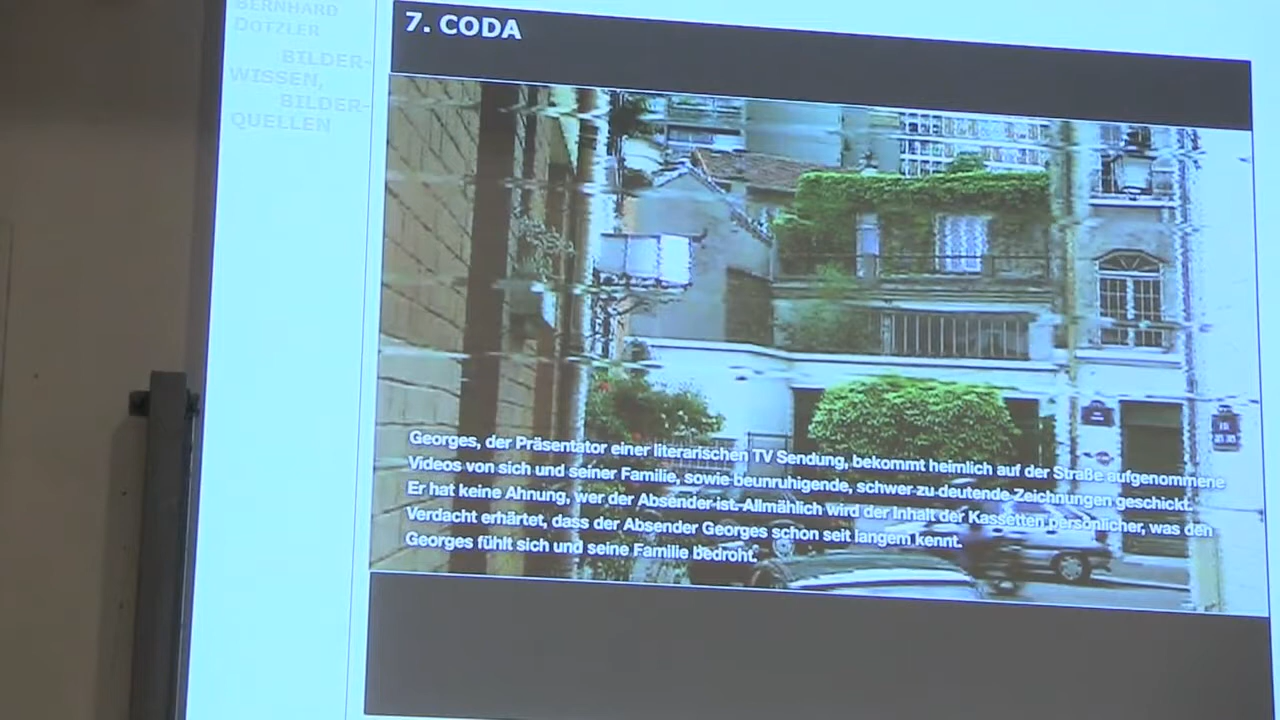 BERNHARD
DOTZLER
BILDER-
WISSEN,
BILDER-
QUELLEN
7. CODA
Georges, der Präsentator einer literarischen TV Sendung, bekommt heimlich auf der Straße aufgenommene
Videos von sich und seiner Familie, sowie beunruhigende, schwer zu deutende Zeichnungen geschickt.
Er hat keine Ahnung, wer der Absender ist. Allmählich wird der Inhalt der Kassetten persönlicher, was den
Verdacht erhärtet, dass der Absender Georges schon seit langem kennt.
Georges fühlt sich und seine Familie bedroht.